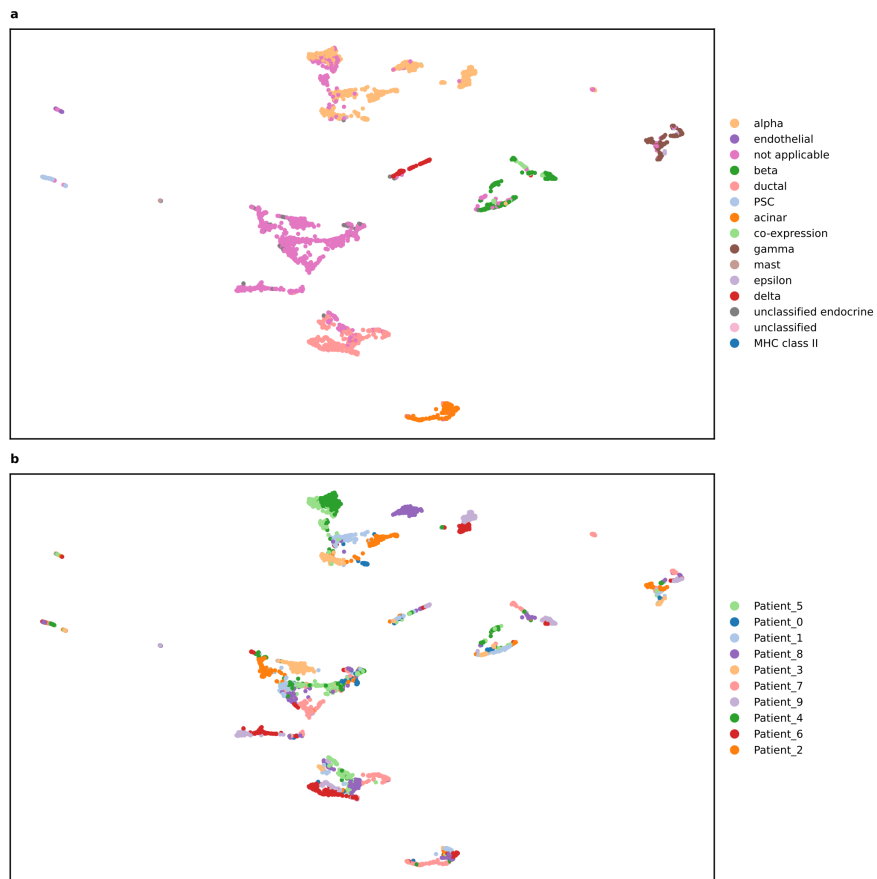 a
alpha
endothelial
not applicable
beta
ductal
PSC
acinar
co-expression
gamma
mast
epsilon
delta
unclassified endocrine
unclassified
MHC class II
b
Patient_5
Patient_0
Patient_1
Patient_8
Patient_3
Patient_7
Patient_9
Patient_4
Patient_6
Patient_2